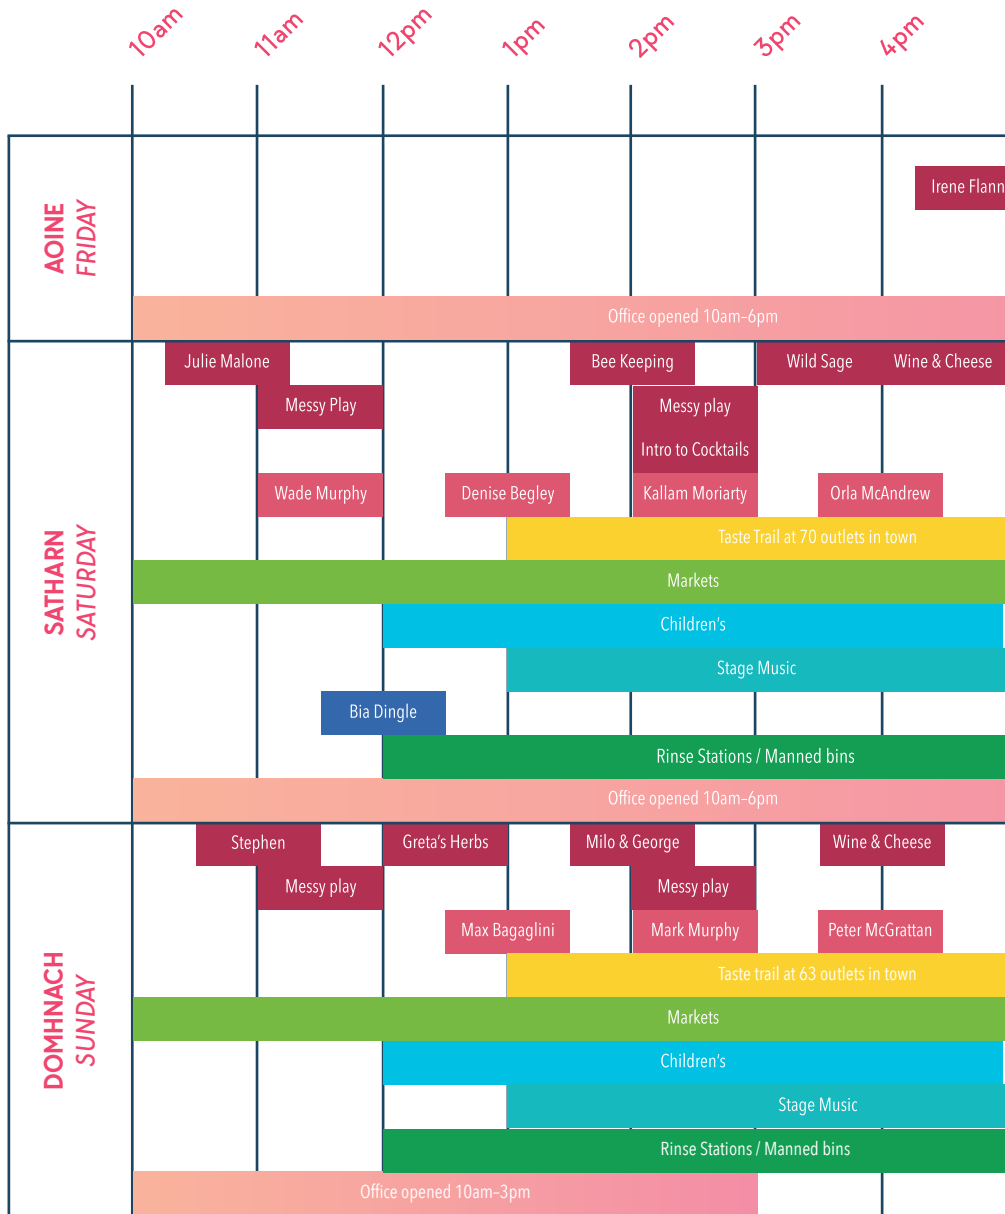 10am
11am
12pm
1pm
2pm
3pm
4pm
AOINE
FRIDAY
Irene Flann
Office opened 10am–6pm
SATHARN
SATURDAY
Julie Malone
Bee Keeping
Wild Sage
Wine & Cheese
Messy Play
Messy play
Intro to Cocktails
Wade Murphy
Denise Begley
Kallam Moriarty
Orla McAndrew
Taste Trail at 70 outlets in town
Markets
Children’s
Stage Music
Bia Dingle
Rinse Stations / Manned bins
Office opened 10am–6pm
DOMHNACH
SUNDAY
Stephen
Greta’s Herbs
Milo & George
Wine & Cheese
Messy play
Messy play
Max Bagaglini
Mark Murphy
Peter McGrattan
Taste trail at 63 outlets in town
Markets
Children’s
Stage Music
Rinse Stations / Manned bins
Office opened 10am–3pm